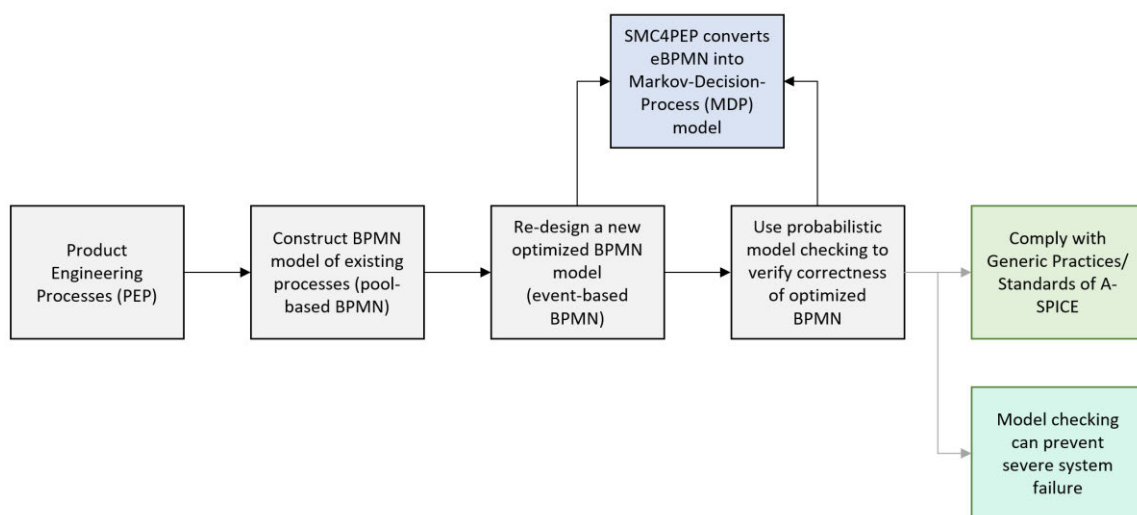 SMC4PEP converts
eBPMN into
Markov-Decision-
Process (MDP)
model
Product
Engineering
Processes (PEP)
Construct BPMN
model of existing
processes (pool-
based BPMN)
Re-design a new
optimized BPMN
model
(event-based
BPMN)
Use probabilistic
model checking to
verify correctness
of optimized
BPMN
Comply with
Generic Practices/
Standards of A-
SPICE
Model checking
can prevent
severe system
failure